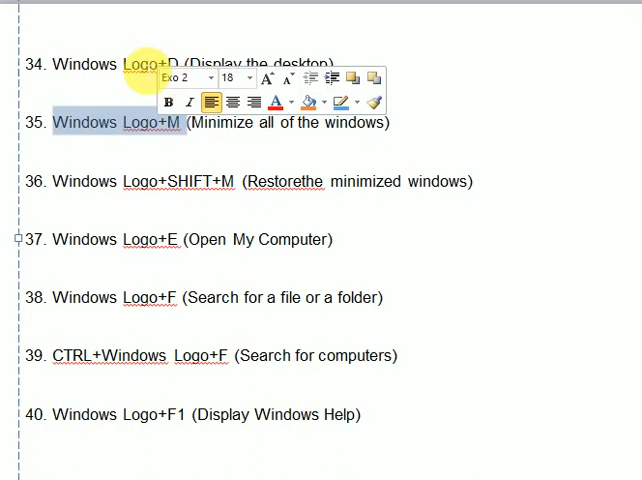 34. Windows Logo+D (Display the desktop)
Exo 2 18
35. Windows Logo+M (Minimize all of the windows)
36. Windows Logo+SHIFT+M (Restorethe minimized windows)
37. Windows Logo+E (Open My Computer)
38. Windows Logo+F (Search for a file or a folder)
39. CTRL+Windows Logo+F (Search for computers)
40. Windows Logo+F1 (Display Windows Help)